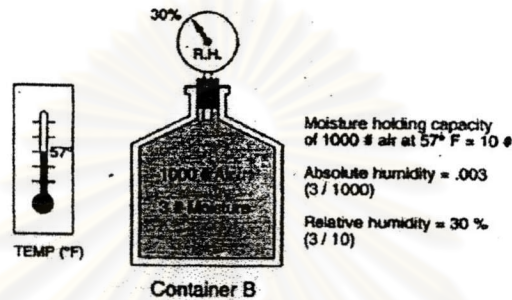 30%
R.H.
57°
TEMP (°F)
1000 # Air
3 # Moisture
Container B
Moisture holding capacity
of 1000 # air at 57° F = 10 #
Absolute humidity = .003
(3 / 1000)
Relative humidity = 30 %
(3 / 10)